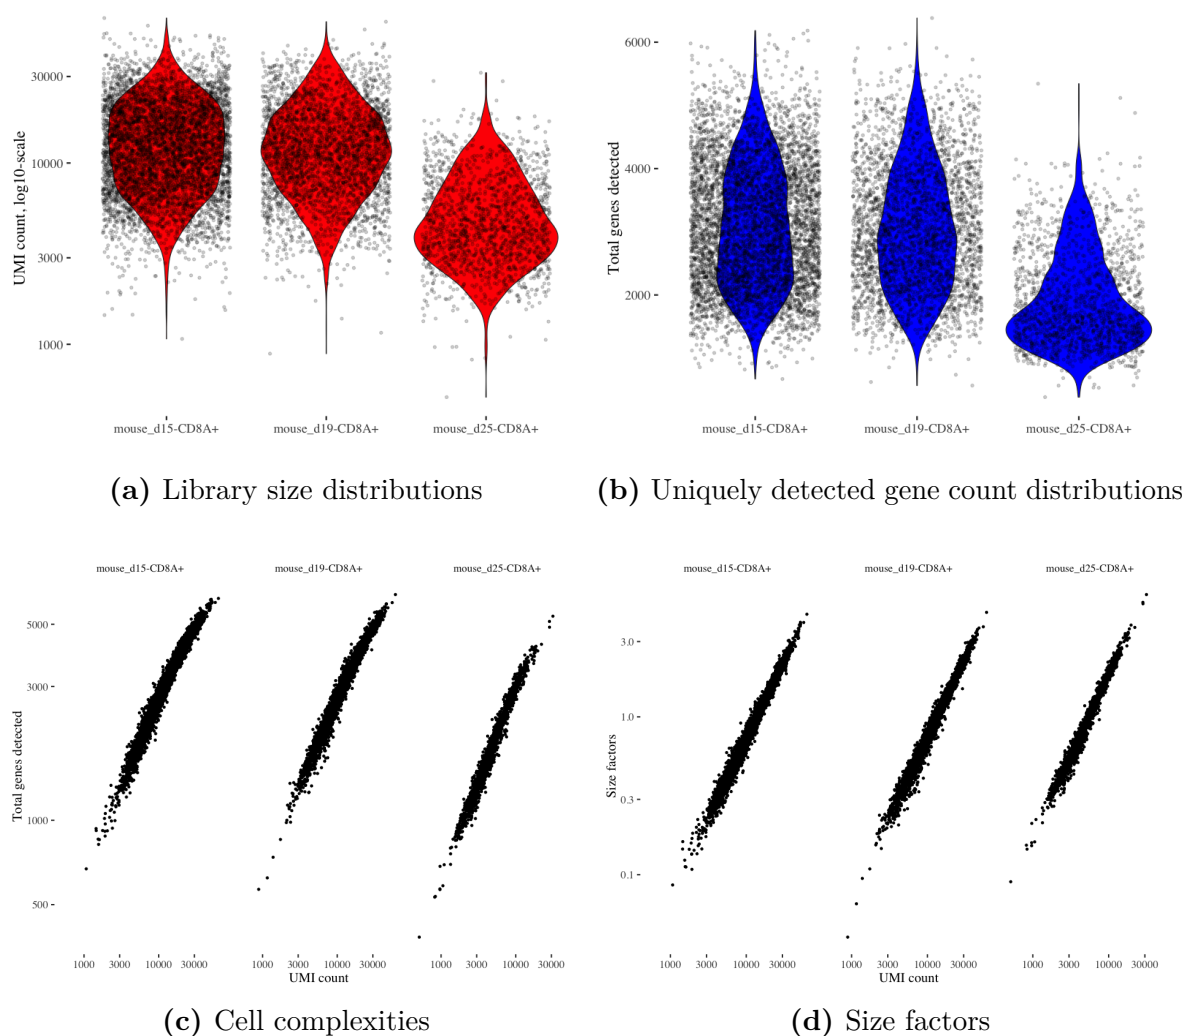 30000
10000
3000
1000
UMI count, log10-scale
mouse_d15-CD8A+ mouse_d19-CD8A+ mouse_d25-CD8A+
(a) Library size distributions
6000
4000
2000
Total genes detected
mouse_d15-CD8A+ mouse_d19-CD8A+ mouse_d25-CD8A+
(b) Uniquely detected gene count distributions
mouse_d15-CD8A+ mouse_d19-CD8A+ mouse_d25-CD8A+
5000
3000
1000
500
Total genes detected
1000 3000 10000 30000 1000 3000 10000 30000 1000 3000 10000 30000
UMI count
(c) Cell complexities
mouse_d15-CD8A+ mouse_d19-CD8A+ mouse_d25-CD8A+
3.0
1.0
0.3
0.1
Size factors
1000 3000 10000 30000 1000 3000 10000 30000 1000 3000 10000 30000
UMI count
(d) Size factors